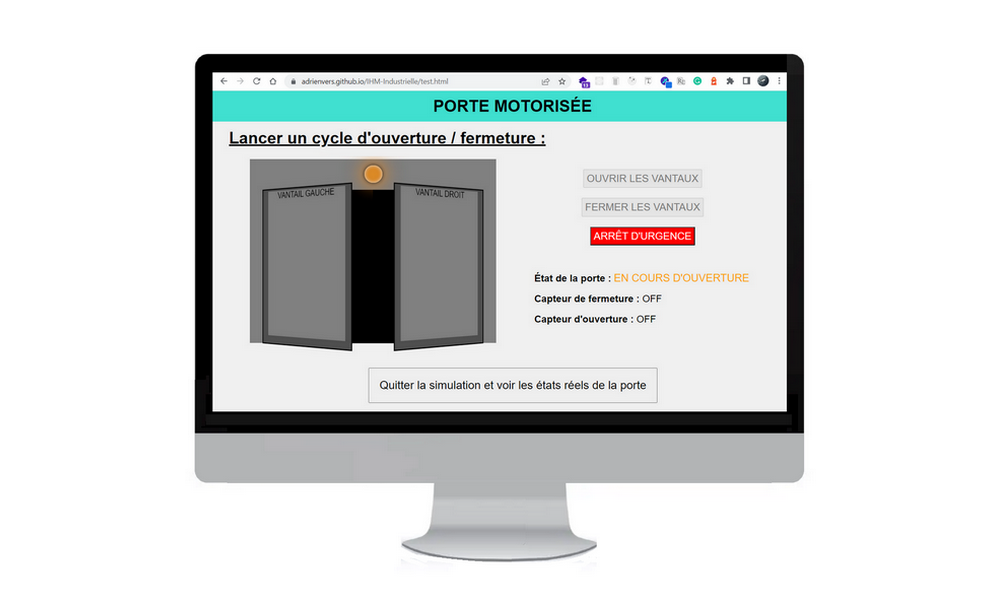 adrienvers.github.io/IHM-Industrielle/test.html
PORTE MOTORISÉE
Lancer un cycle d'ouverture / fermeture :
VANTAIL GAUCHE
VANTAIL DROIT
OUVRIR LES VANTAUX
FERMER LES VANTAUX
ARRÊT D'URGENCE
État de la porte : EN COURS D'OUVERTURE
Capteur de fermeture : OFF
Capteur d'ouverture : OFF
Quitter la simulation et voir les états réels de la porte